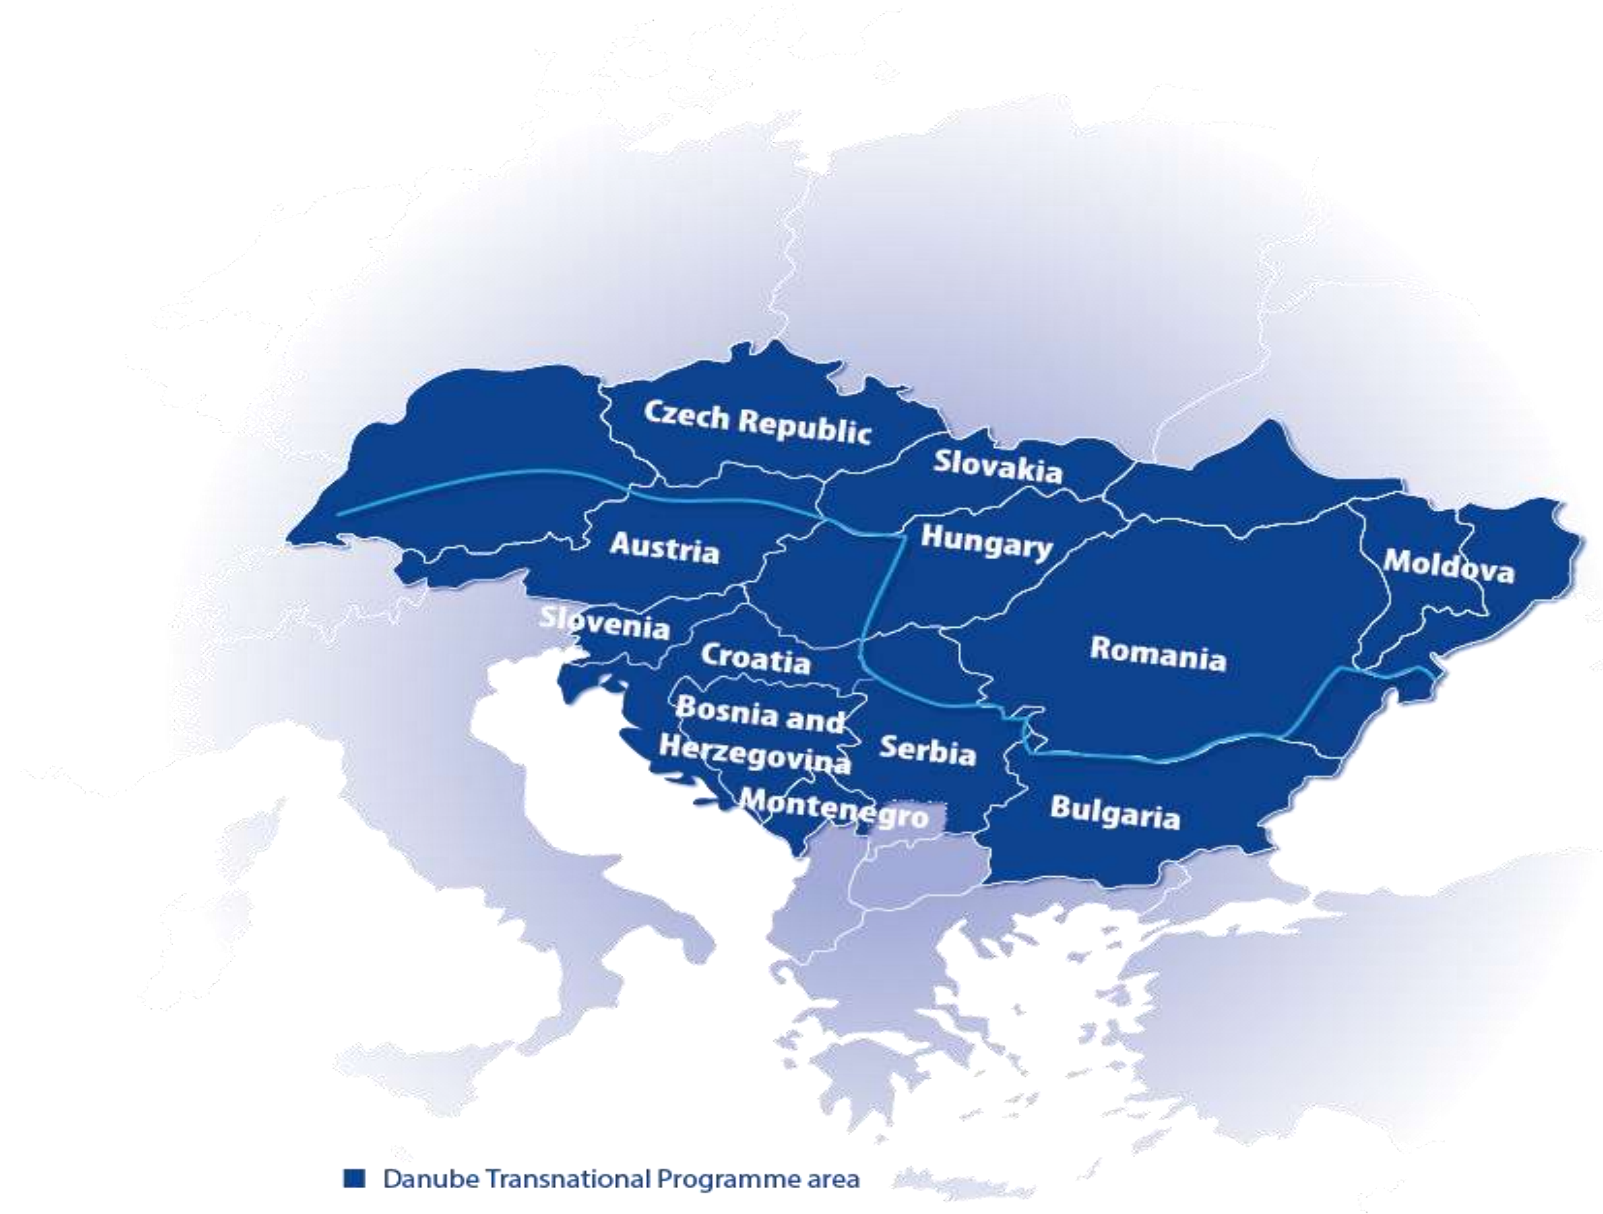 Czech Republic
Slovakia
Hungary
Austria
Moldova
Slovenia
Croatia
Romania
Bosnia and
Herzegovina
Serbia
Montenegro
Bulgaria
Danube Transnational Programme area